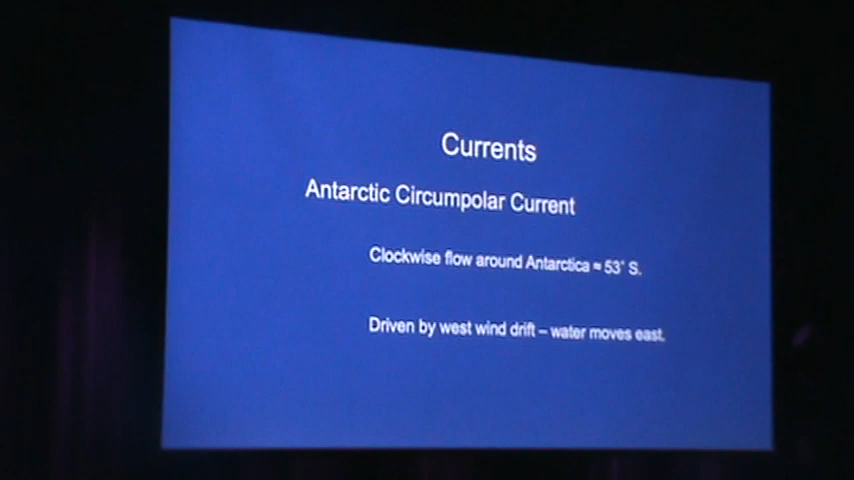 Currents
Antarctic Circumpolar Current
Clockwise flow around Antarctica ≈ 53° S.
Driven by west wind drift – water moves east.